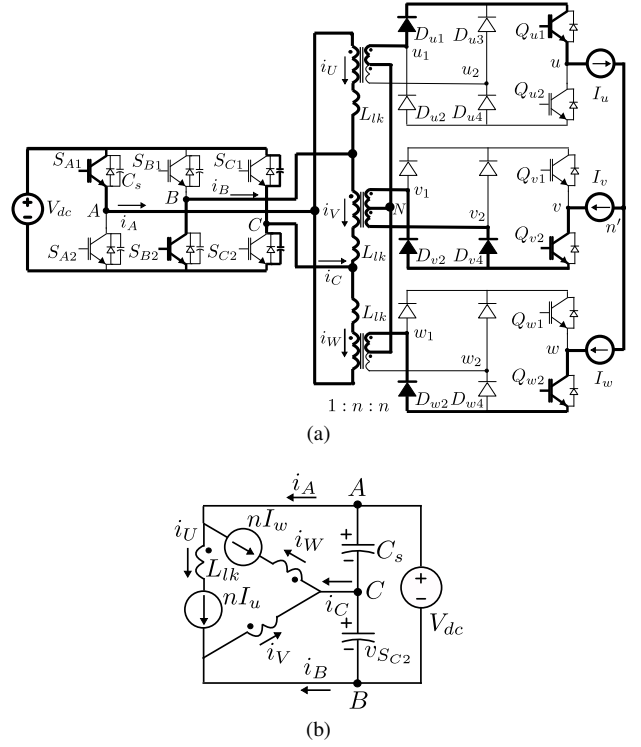 D_{u1} D_{u3} Q_{u1}
u_1 u_2 u
i_U
I_u
L_{lk} D_{u2} D_{u4} Q_{u2}
S_{A1} S_{B1} S_{C1}
C_s
V_{dc} A B C
i_A i_B
v_1 v_2 Q_{v1}
I_v
i_V N v n'
S_{A2} S_{B2} S_{C2}
L_{lk} D_{v2} D_{v4} Q_{v2}
i_C
L_{lk}
w_1 w_2 Q_{w1}
i_W w
I_w
D_{w2} D_{w4} Q_{w2}
1 : n : n
(a)
i_A A
i_U nI_w i_W + C_s
L_{lk} -
nI_u i_C C + V_{dc}
i_V + v_{S_{C2}} -
-
i_B B
(b)